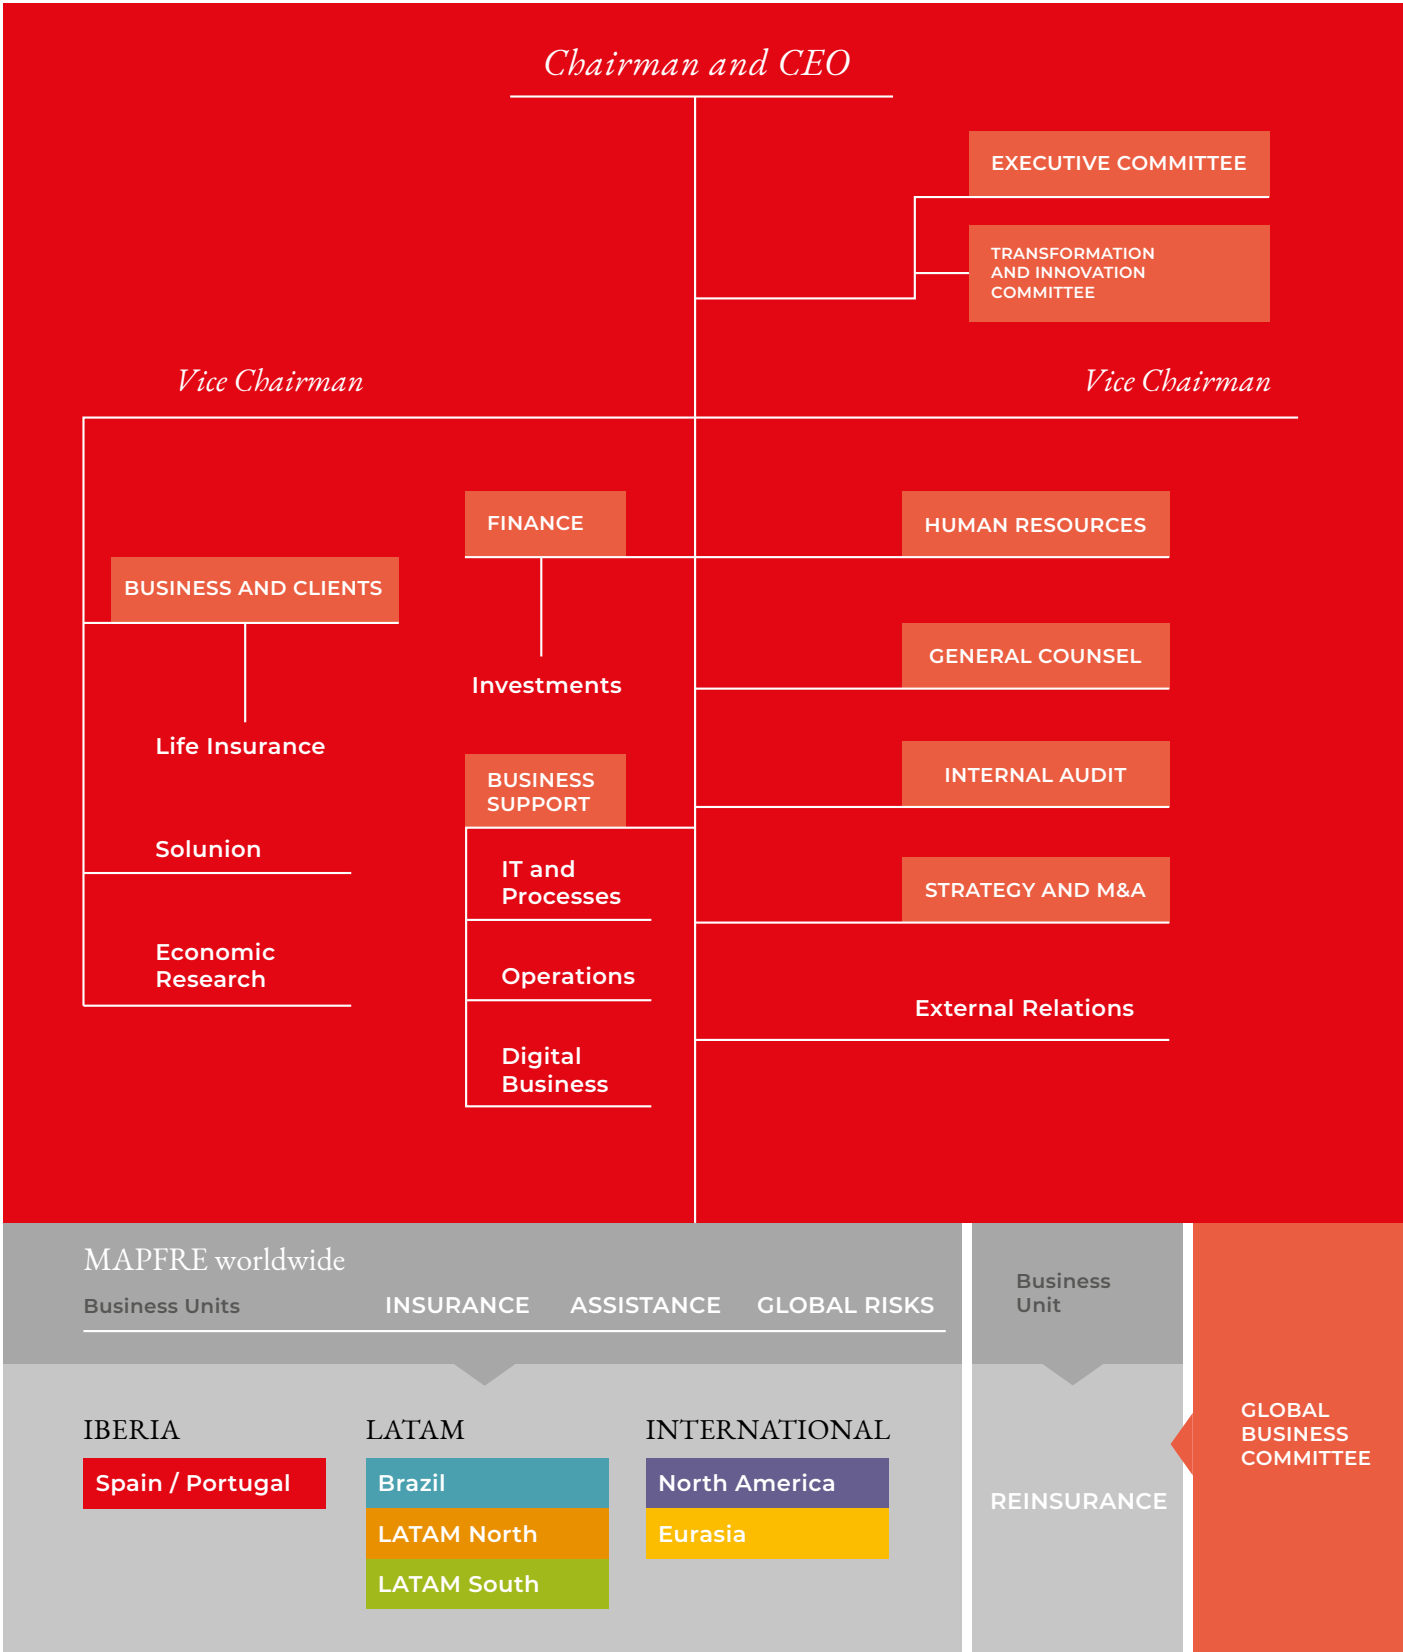 Chairman and CEO
EXECUTIVE COMMITTEE
TRANSFORMATION
AND INNOVATION
COMMITTEE
Vice Chairman
Vice Chairman
BUSINESS AND CLIENTS
Life Insurance
Solunion
Economic
Research
FINANCE
Investments
BUSINESS
SUPPORT
IT and
Processes
Operations
Digital
Business
HUMAN RESOURCES
GENERAL COUNSEL
INTERNAL AUDIT
STRATEGY AND M&A
External Relations
MAPFRE worldwide
Business Units
INSURANCE
ASSISTANCE
GLOBAL RISKS
IBERIA
Spain / Portugal
LATAM
Brazil
LATAM North
LATAM South
INTERNATIONAL
North America
Eurasia
Business
Unit
REINSURANCE
GLOBAL
BUSINESS
COMMITTEE